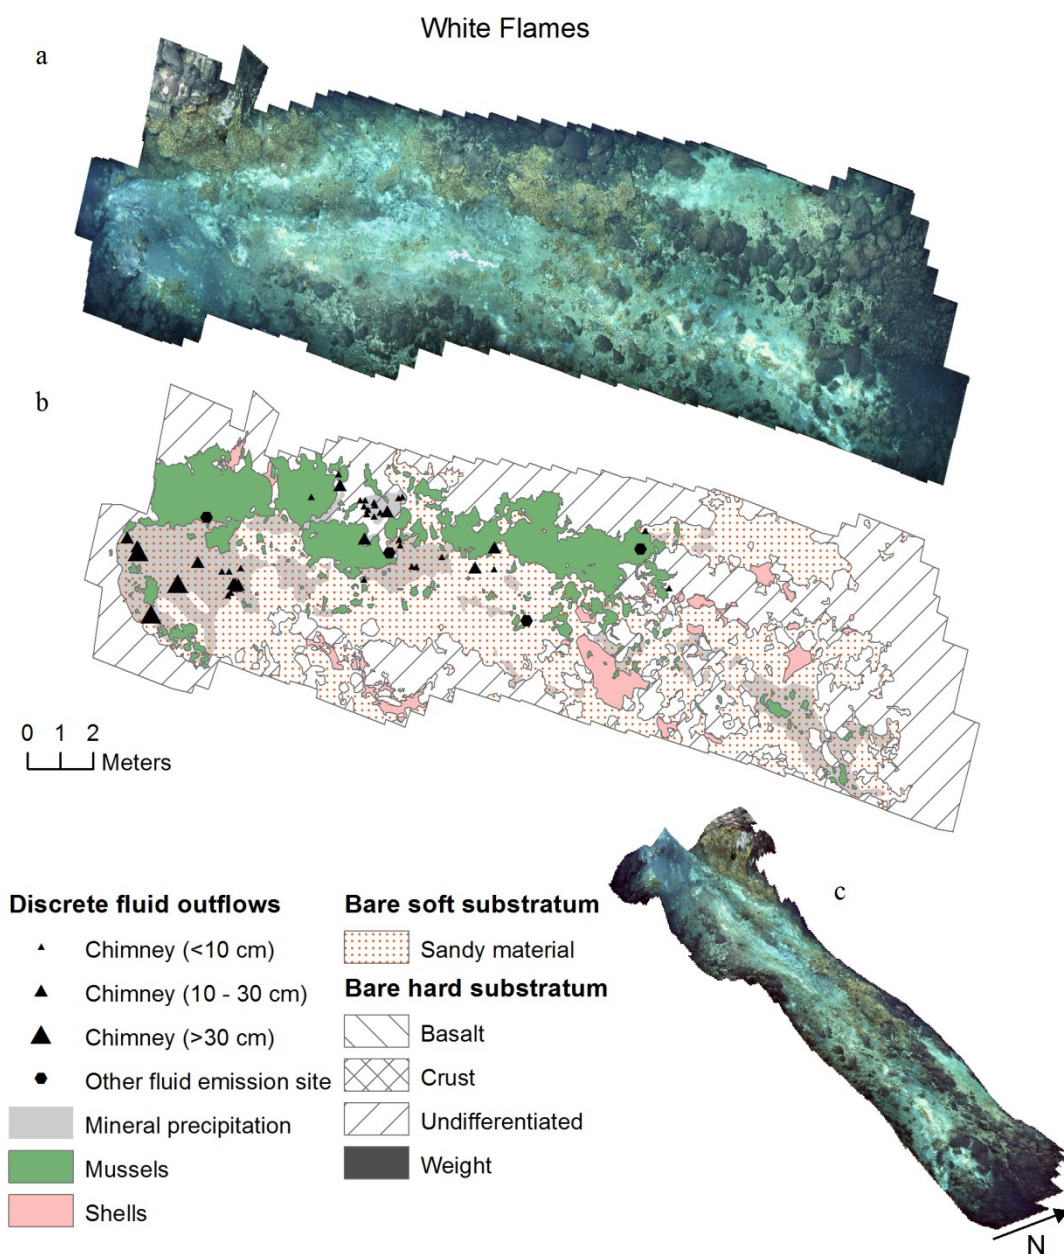 White Flames
a
b
0 1 2
Meters
c
N
Discrete fluid outflows
Chimney (<10 cm)
Chimney (10 - 30 cm)
Chimney (>30 cm)
Other fluid emission site
Mineral precipitation
Mussels
Shells
Bare soft substratum
Sandy material
Bare hard substratum
Basalt
Crust
Undifferentiated
Weight